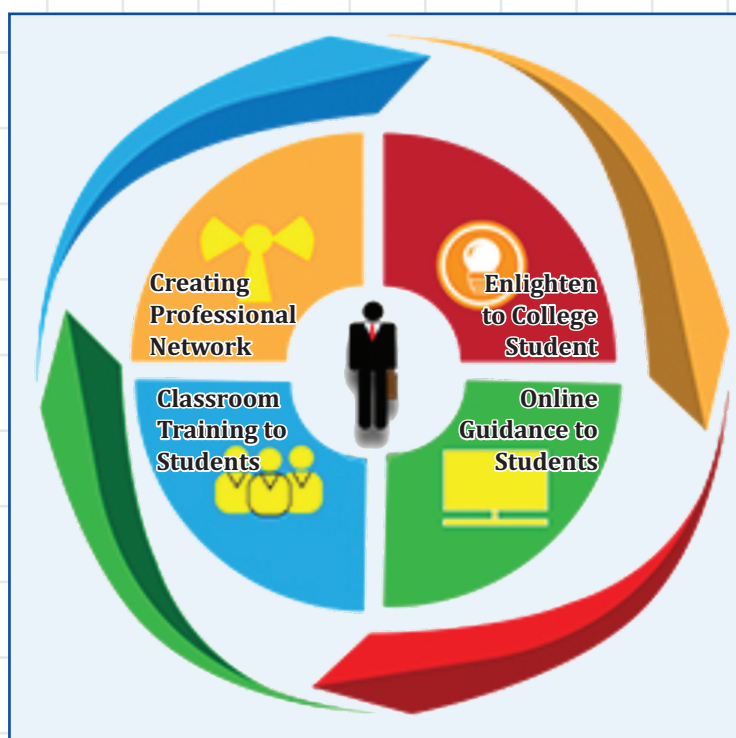 Creating
Professional
Network
Enlighten
to College
Student
Classroom
Training to
Students
Online
Guidance to
Students